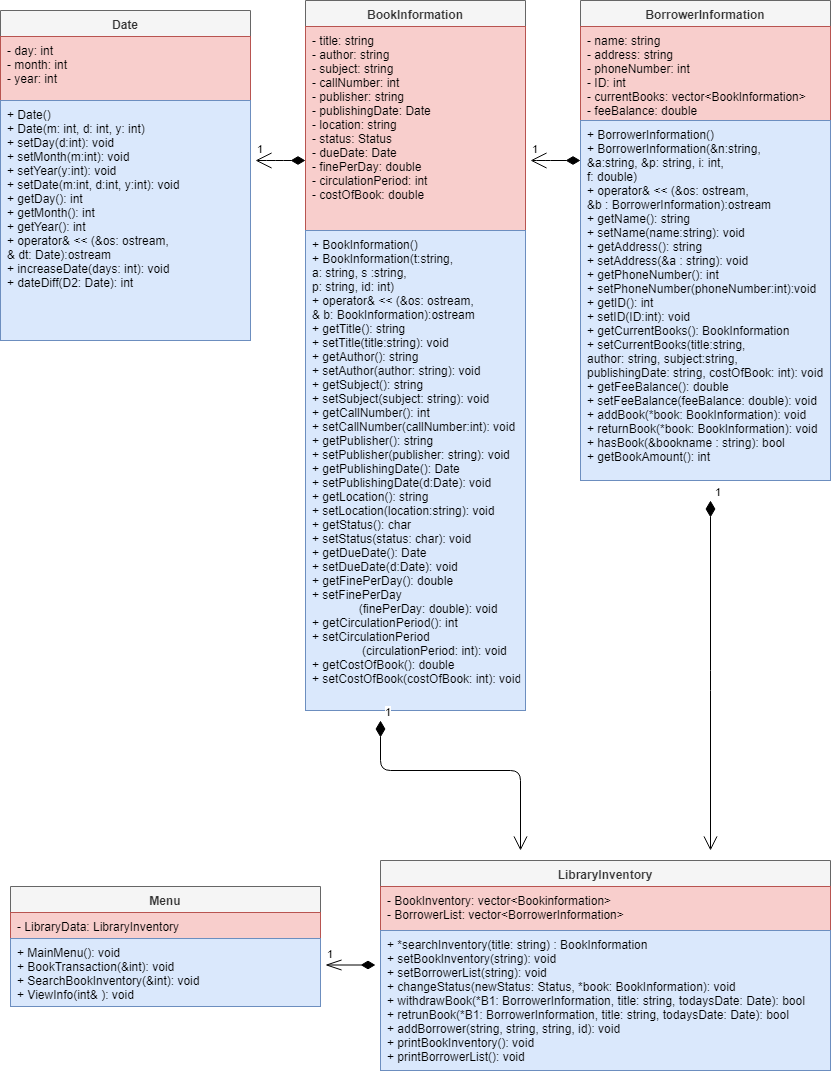 Date
- day: int
- month: int
- year: int
+ Date()
+ Date(m: int, d: int, y: int)
+ setDay(d:int): void
+ setMonth(m:int): void
+ setYear(y:int): void
+ setDate(m:int, d:int, y:int): void
+ getDay(): int
+ getMonth(): int
+ getYear(): int
+ operator& << (&os: ostream,
& dt: Date):ostream
+ increaseDate(days: int): void
+ dateDiff(D2: Date): int
1
BookInformation
- title: string
- author: string
- subject: string
- callNumber: int
- publisher: string
- publishingDate: Date
- location: string
- status: Status
- dueDate: Date
- finePerDay: double
- circulationPeriod: int
- costOfBook: double
+ BookInformation()
+ BookInformation(t:string,
a: string, s :string,
p: string, id: int)
+ operator& << (&os: ostream,
& b: BookInformation):ostream
+ getTitle(): string
+ setTitle(title:string): void
+ getAuthor(): string
+ setAuthor(author: string): void
+ getSubject(): string
+ setSubject(subject: string): void
+ getCallNumber(): int
+ setCallNumber(callNumber:int): void
+ getPublisher(): string
+ setPublisher(publisher: string): void
+ getPublishingDate(): Date
+ setPublishingDate(d:Date): void
+ getLocation(): string
+ setLocation(location:string): void
+ getStatus(): char
+ setStatus(status: char): void
+ getDueDate(): Date
+ setDueDate(d:Date): void
+ getFinePerDay(): double
+ setFinePerDay
(finePerDay: double): void
+ getCirculationPeriod(): int
+ setCirculationPeriod
(circulationPeriod: int): void
+ getCostOfBook(): double
+ setCostOfBook(costOfBook: int): void
1
1
BorrowerInformation
- name: string
- address: string
- phoneNumber: int
- ID: int
- currentBooks: vector<BookInformation>
- feeBalance: double
+ BorrowerInformation()
+ BorrowerInformation(&n:string,
&a:string, &p: string, i: int,
f: double)
+ operator& << (&os: ostream,
&b : BorrowerInformation):ostream
+ getName(): string
+ setName(name:string): void
+ getAddress(): string
+ setAddress(&a : string): void
+ getPhoneNumber(): int
+ setPhoneNumber(phoneNumber:int):void
+ getID(): int
+ setID(ID:int): void
+ getCurrentBooks(): BookInformation
+ setCurrentBooks(title:string,
author: string, subject:string,
publishingDate: string, costOfBook: int): void
+ getFeeBalance(): double
+ setFeeBalance(feeBalance: double): void
+ addBook(*book: BookInformation): void
+ returnBook(*book: BookInformation): void
+ hasBook(&bookname : string): bool
+ getBookAmount(): int
1
Menu
- LibraryData: LibraryInventory
+ MainMenu(): void
+ BookTransaction(&int): void
+ SearchBookInventory(&int): void
+ ViewInfo(int& ): void
1
LibraryInventory
- BookInventory: vector<Bookinformation>
- BorrowerList: vector<BorrowerInformation>
+ *searchInventory(title: string) : BookInformation
+ setBookInventory(string): void
+ setBorrowerList(string): void
+ changeStatus(newStatus: Status, *book: BookInformation): void
+ withdrawBook(*B1: BorrowerInformation, title: string, todaysDate: Date): bool
+ retrunBook(*B1: BorrowerInformation, title: string, todaysDate: Date): bool
+ addBorrower(string, string, string, id): void
+ printBookInventory(): void
+ printBorrowerList(): void